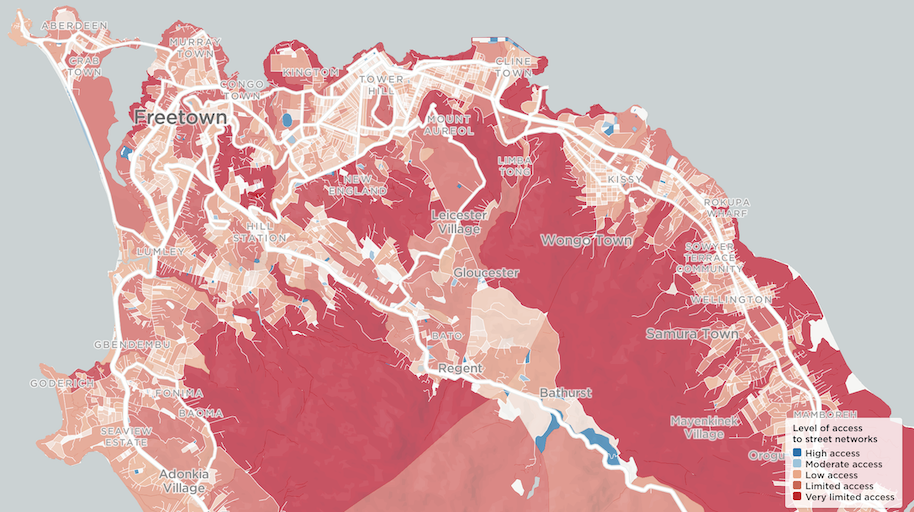 ABERDEEN
MURRAY
TOWN
CRAB
TOWN
CONGO
TOWN
KINGTOM
TOWER
HILL
CLINE
TOWN
Freetown
MOUNT
AUREOL
LIMBA
TONG
KISSY
NEW
ENGLAND
ROKUPA
WHARF
Leicester
Village
HILL
STATION
Wongo Town
SOWYER
TERRACE
COMMUNITY
LUMLEY
Gloucester
WELLINGTON
GBENDEMBU
BATO
Samura Town
Regent
GODERICH
FONIMA
Bathurst
BAOMA
MAMBOREH
Mayenkineh
Village
SEAVIEW
ESTATE
Adonkia
Village
Level of access
to street networks
High access
Moderate access
Low access
Limited access
Very limited access